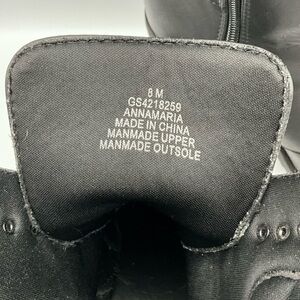 8 M
GS4218259
ANNAMARIA
MADE IN CHINA
MANMADE UPPER
MANMADE OUTSOLE